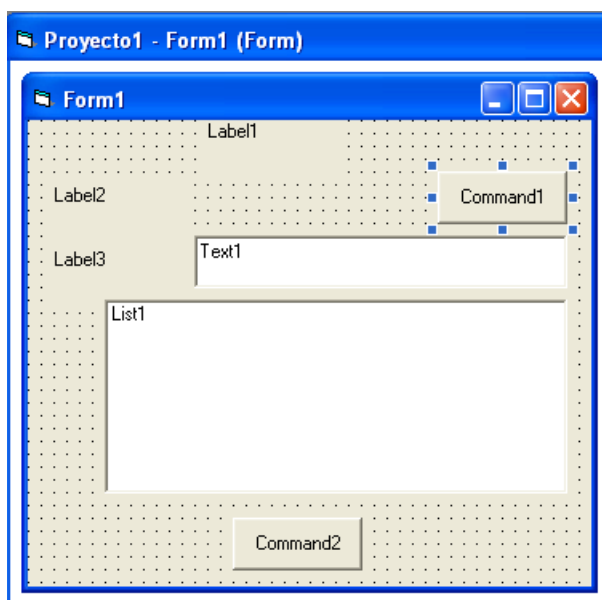 Proyecto1 - Form1 (Form)
Form1
Label1
Label2
Command1
Label3
Text1
List1
Command2